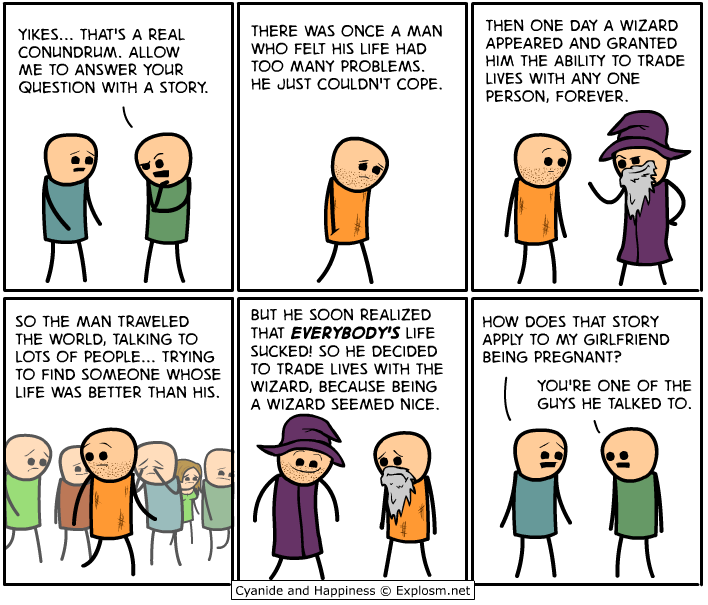 YIKES... THAT'S A REAL
CONUNDRUM. ALLOW
ME TO ANSWER YOUR
QUESTION WITH A STORY.
THERE WAS ONCE A MAN
WHO FELT HIS LIFE HAD
TOO MANY PROBLEMS.
HE JUST COULDN'T COPE.
THEN ONE DAY A WIZARD
APPEARED AND GRANTED
HIM THE ABILITY TO TRADE
LIVES WITH ANY ONE
PERSON, FOREVER.
SO THE MAN TRAVELED
THE WORLD, TALKING TO
LOTS OF PEOPLE... TRYING
TO FIND SOMEONE WHOSE
LIFE WAS BETTER THAN HIS.
BUT HE SOON REALIZED
THAT EVERYBODY'S LIFE
SUCKED! SO HE DECIDED
TO TRADE LIVES WITH THE
WIZARD, BECAUSE BEING
A WIZARD SEEMED NICE.
HOW DOES THAT STORY
APPLY TO MY GIRLFRIEND
BEING PREGNANT?
YOU'RE ONE OF THE
GUYS HE TALKED TO.
Cyanide and Happiness © Explosm.net